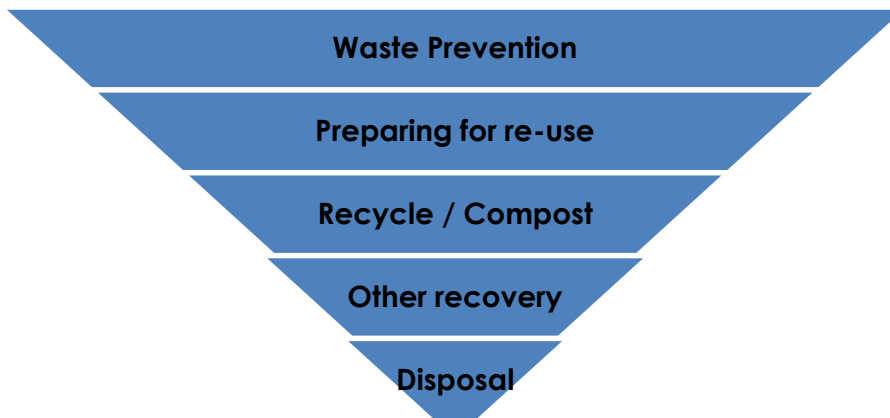 Waste Prevention
Preparing for re-use
Recycle / Compost
Other recovery
Disposal